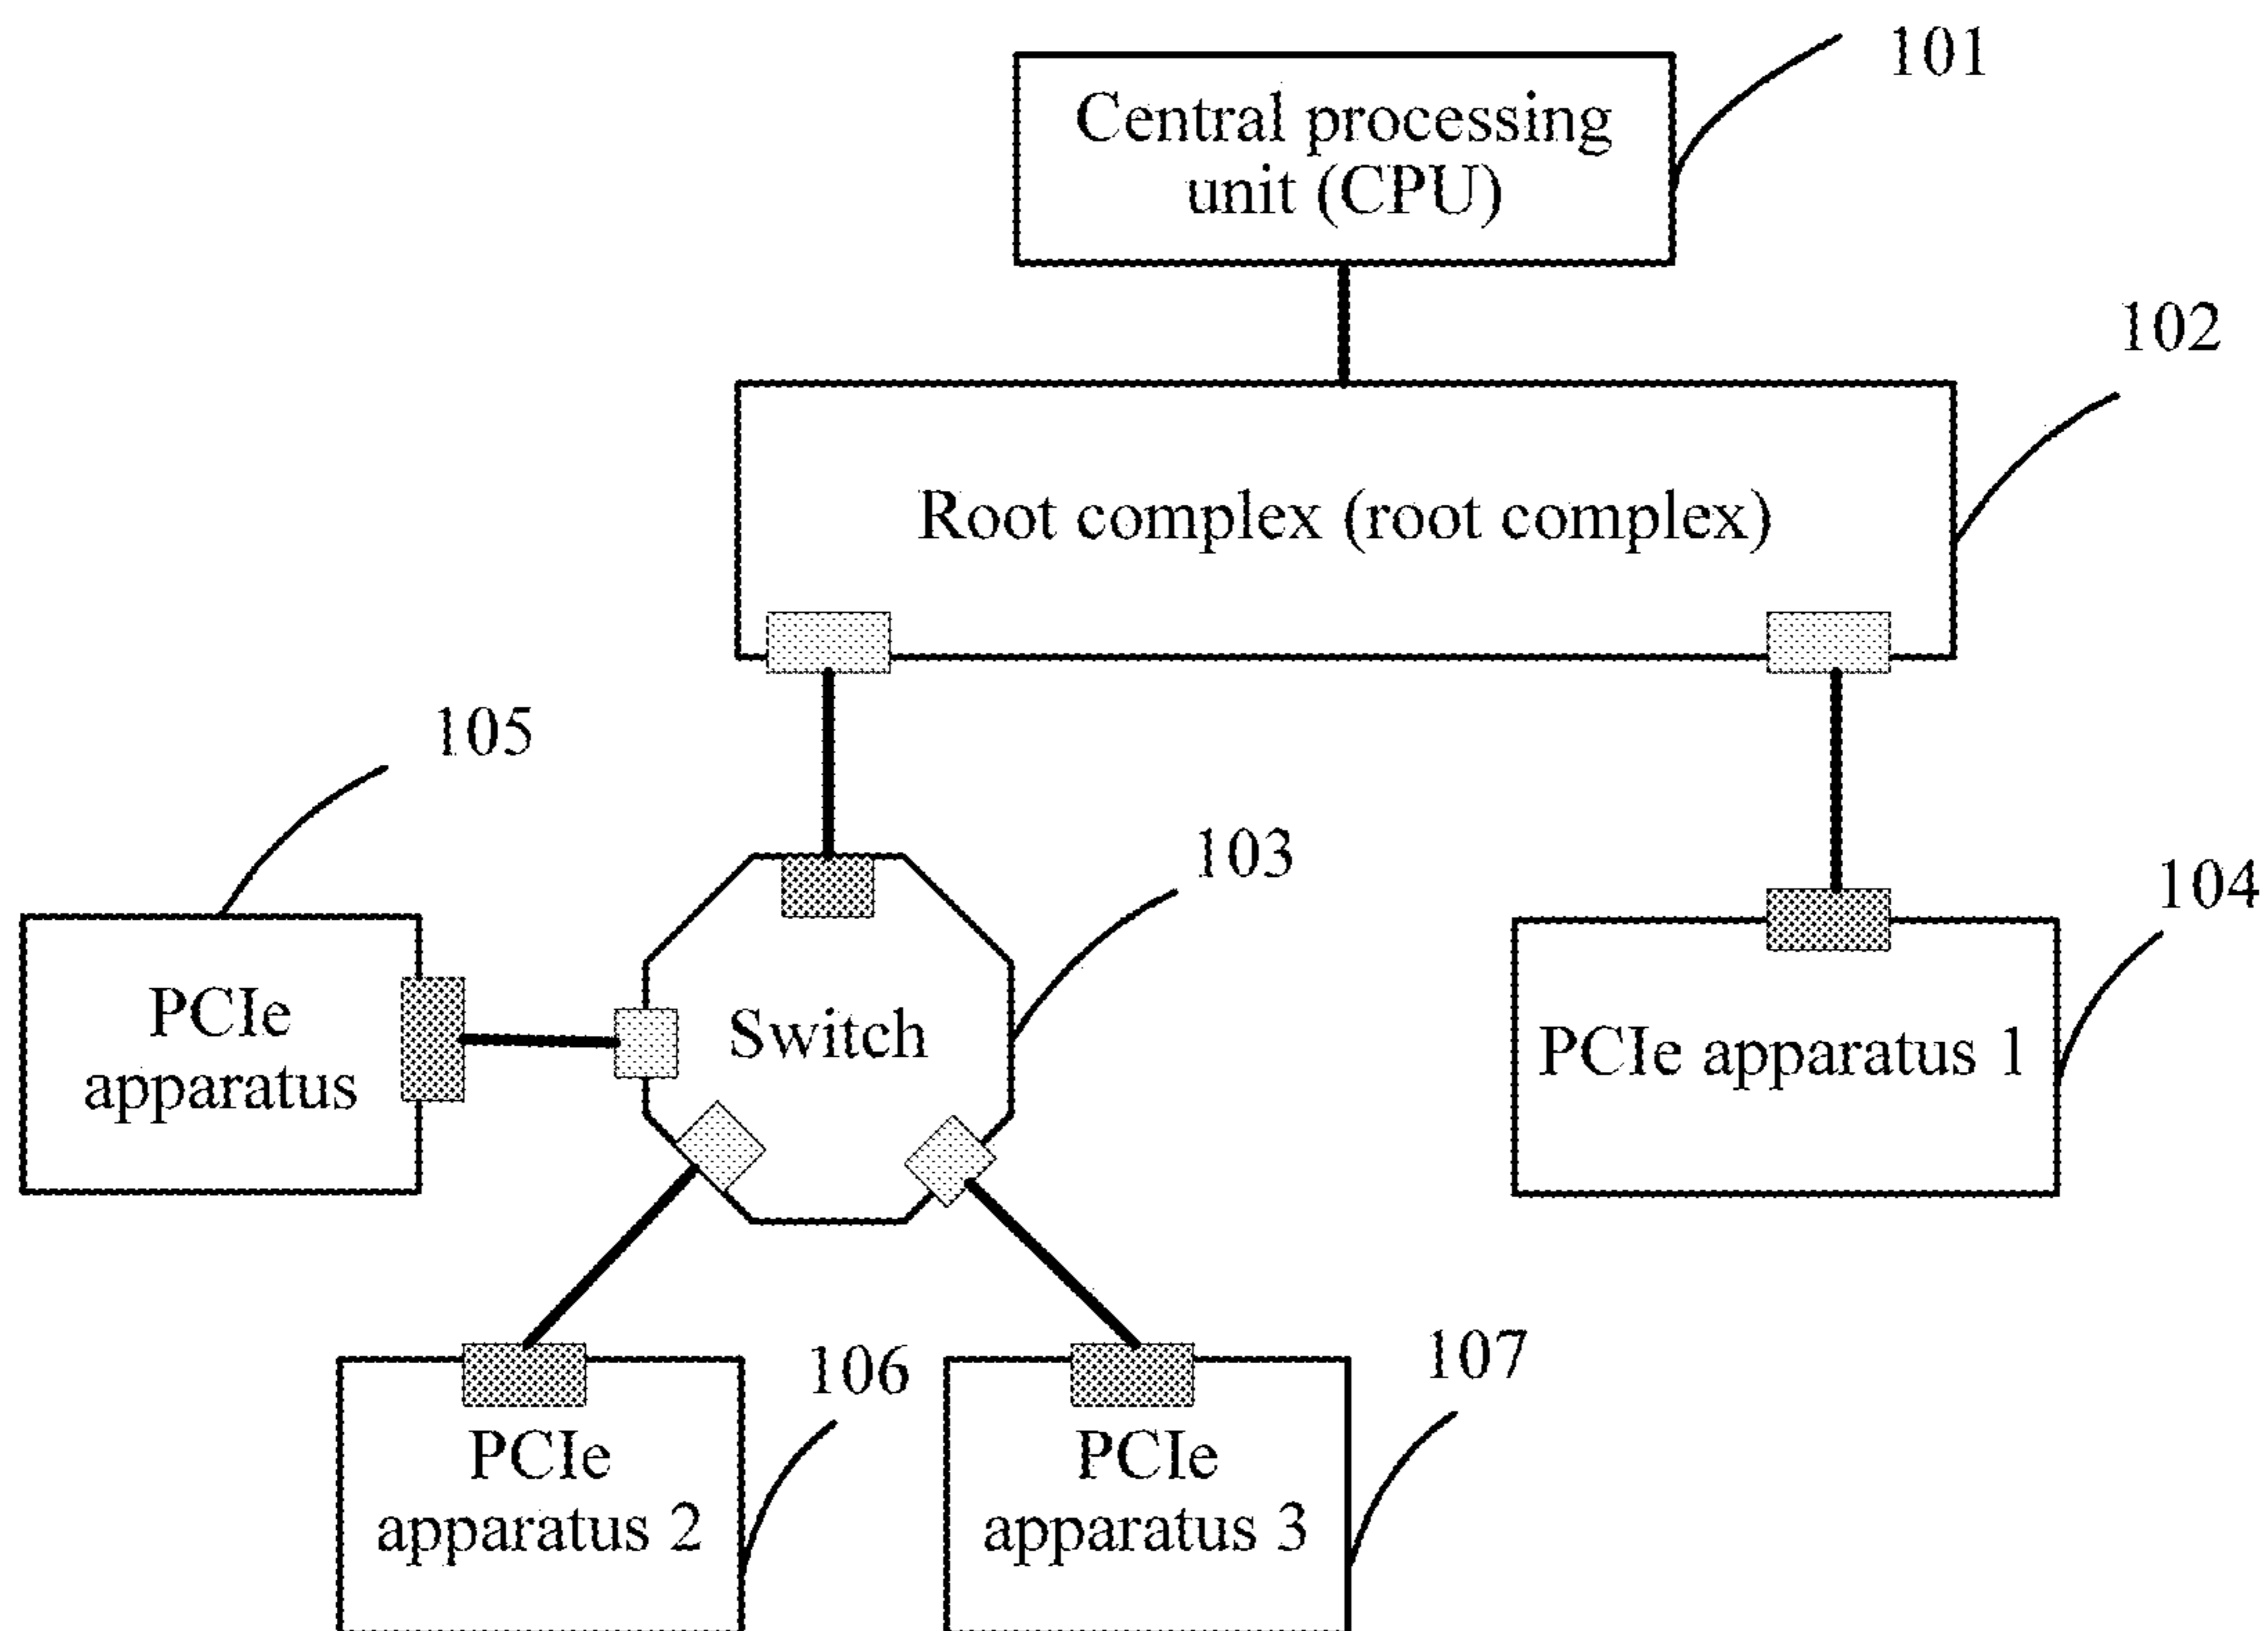 101
Central processing
unit (CPU)
102
Root complex (root complex)
105
103
104
PCIe
apparatus
Switch
PCIe apparatus 1
106
107
PCIe
apparatus 2
PCIe
apparatus 3